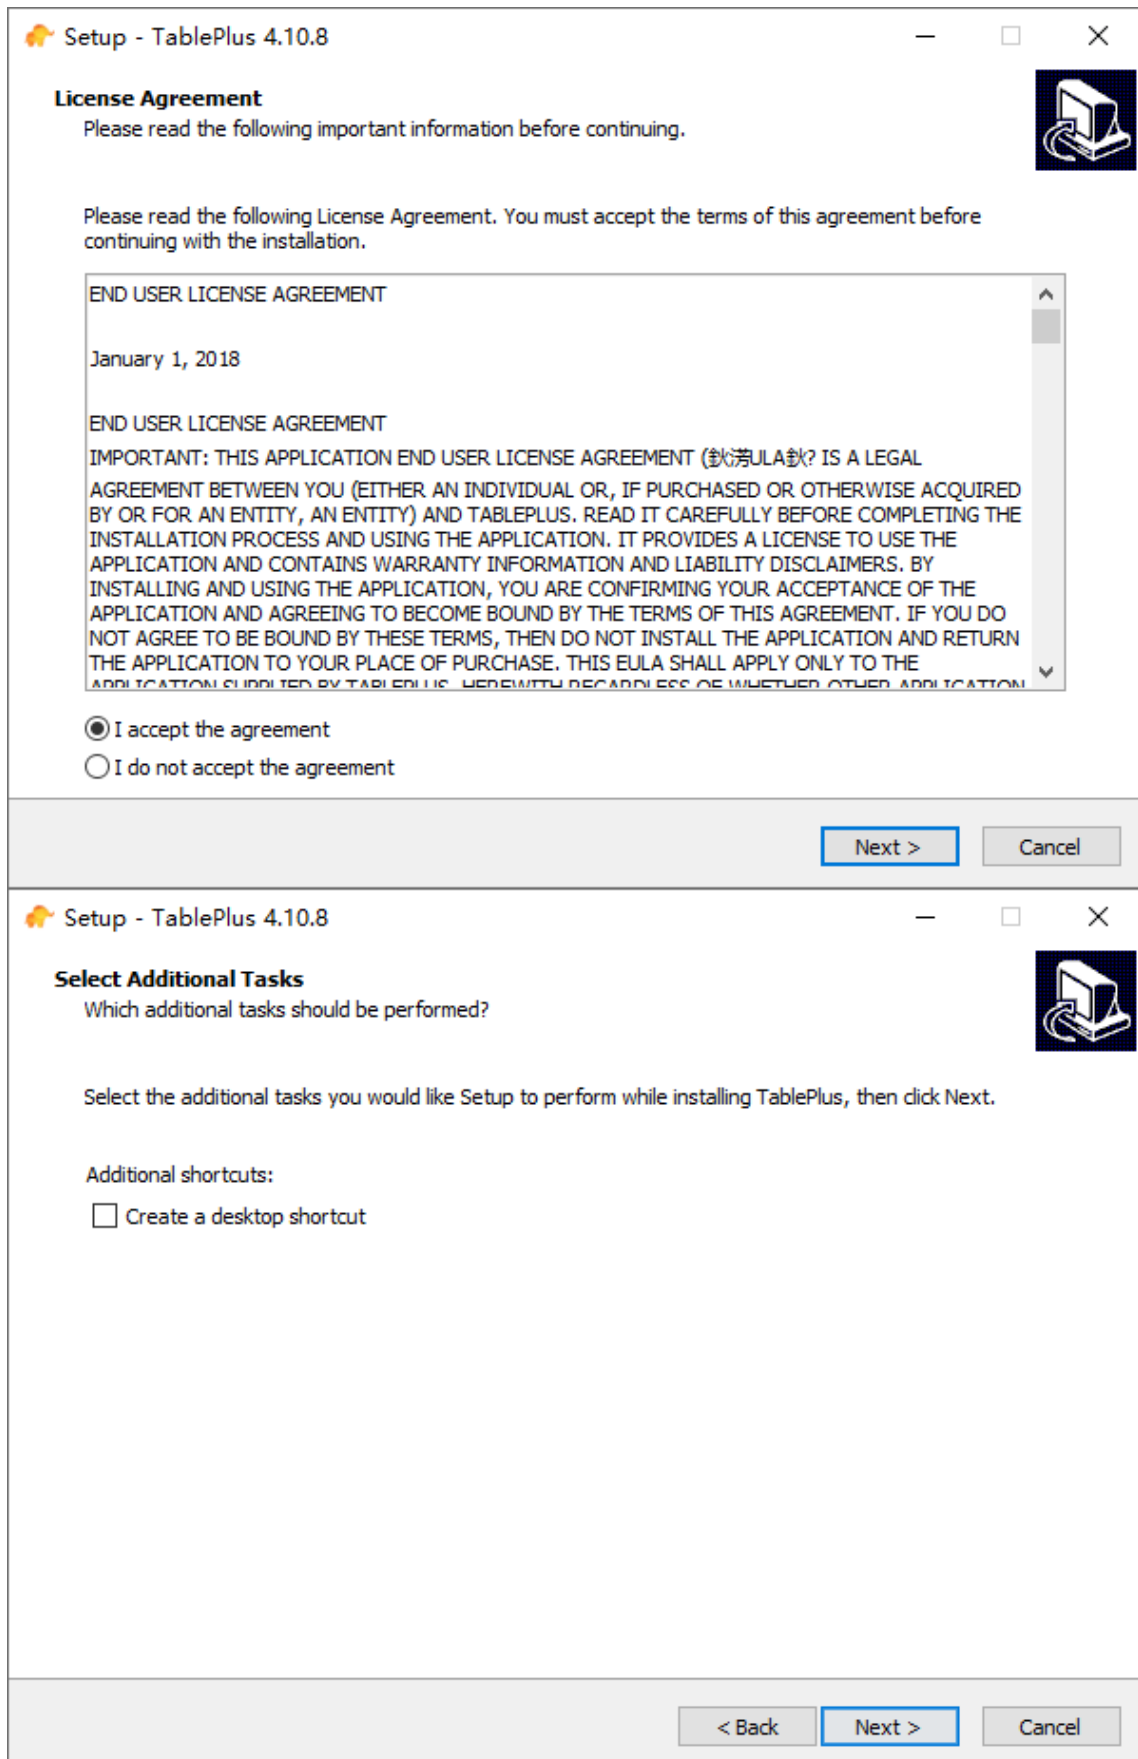 Setup - TablePlus 4.10.8
License Agreement
Please read the following important information before continuing.
Please read the following License Agreement. You must accept the terms of this agreement before
continuing with the installation.
END USER LICENSE AGREEMENT
January 1, 2018
END USER LICENSE AGREEMENT
IMPORTANT: THIS APPLICATION END USER LICENSE AGREEMENT (鈥淓ULA鈥? IS A LEGAL
AGREEMENT BETWEEN YOU (EITHER AN INDIVIDUAL OR, IF PURCHASED OR OTHERWISE ACQUIRED
BY OR FOR AN ENTITY, AN ENTITY) AND TABLEPLUS. READ IT CAREFULLY BEFORE COMPLETING THE
INSTALLATION PROCESS AND USING THE APPLICATION. IT PROVIDES A LICENSE TO USE THE
APPLICATION AND CONTAINS WARRANTY INFORMATION AND LIABILITY DISCLAIMERS. BY
INSTALLING AND USING THE APPLICATION, YOU ARE CONFIRMING YOUR ACCEPTANCE OF THE
APPLICATION AND AGREEING TO BECOME BOUND BY THE TERMS OF THIS AGREEMENT. IF YOU DO
NOT AGREE TO BE BOUND BY THESE TERMS, THEN DO NOT INSTALL THE APPLICATION AND RETURN
THE APPLICATION TO YOUR PLACE OF PURCHASE. THIS EULA SHALL APPLY ONLY TO THE
APPLICATION SUPPLIED BY TABLEPLUS. HEREWITH REGARDLESS OF WHETHER OTHER APPLICATION
I accept the agreement
I do not accept the agreement
Next >
Cancel
Setup - TablePlus 4.10.8
Select Additional Tasks
Which additional tasks should be performed?
Select the additional tasks you would like Setup to perform while installing TablePlus, then click Next.
Additional shortcuts:
Create a desktop shortcut
< Back
Next >
Cancel